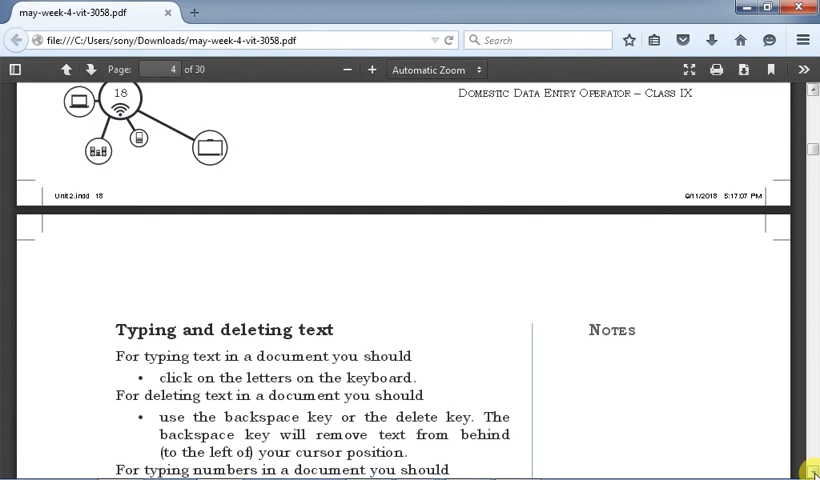 may-week-4-vit-3058.pdf
file:///C:/Users/sony/Downloads/may-week-4-vit-3058.pdf
Search
Page: 4 of 30
Automatic Zoom
18
DOMESTIC DATA ENTRY OPERATOR – CLASS IX
Unit2.indd 18
5:17:07 PM
Typing and deleting text
NOTES
For typing text in a document you should
• click on the letters on the keyboard.
For deleting text in a document you should
• use the backspace key or the delete key. The
backspace key will remove text from behind
(to the left of) your cursor position.
For typing numbers in a document you should